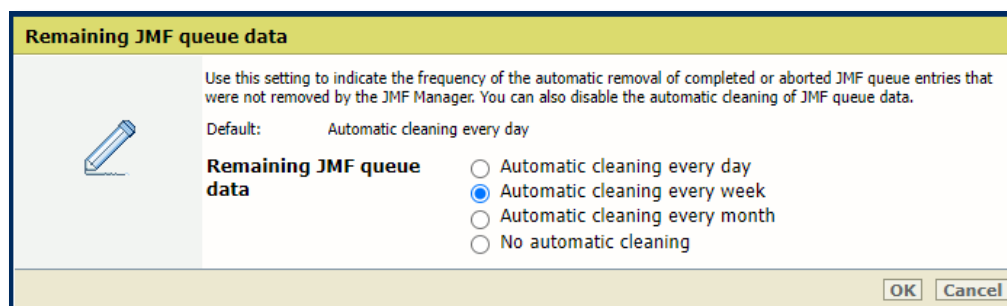 Remaining JMF queue data
Use this setting to indicate the frequency of the automatic removal of completed or aborted JMF queue entries that
were not removed by the JMF Manager. You can also disable the automatic cleaning of JMF queue data.
Default: Automatic cleaning every day
Remaining JMF queue
data
Automatic cleaning every day
Automatic cleaning every week
Automatic cleaning every month
No automatic cleaning
OK Cancel